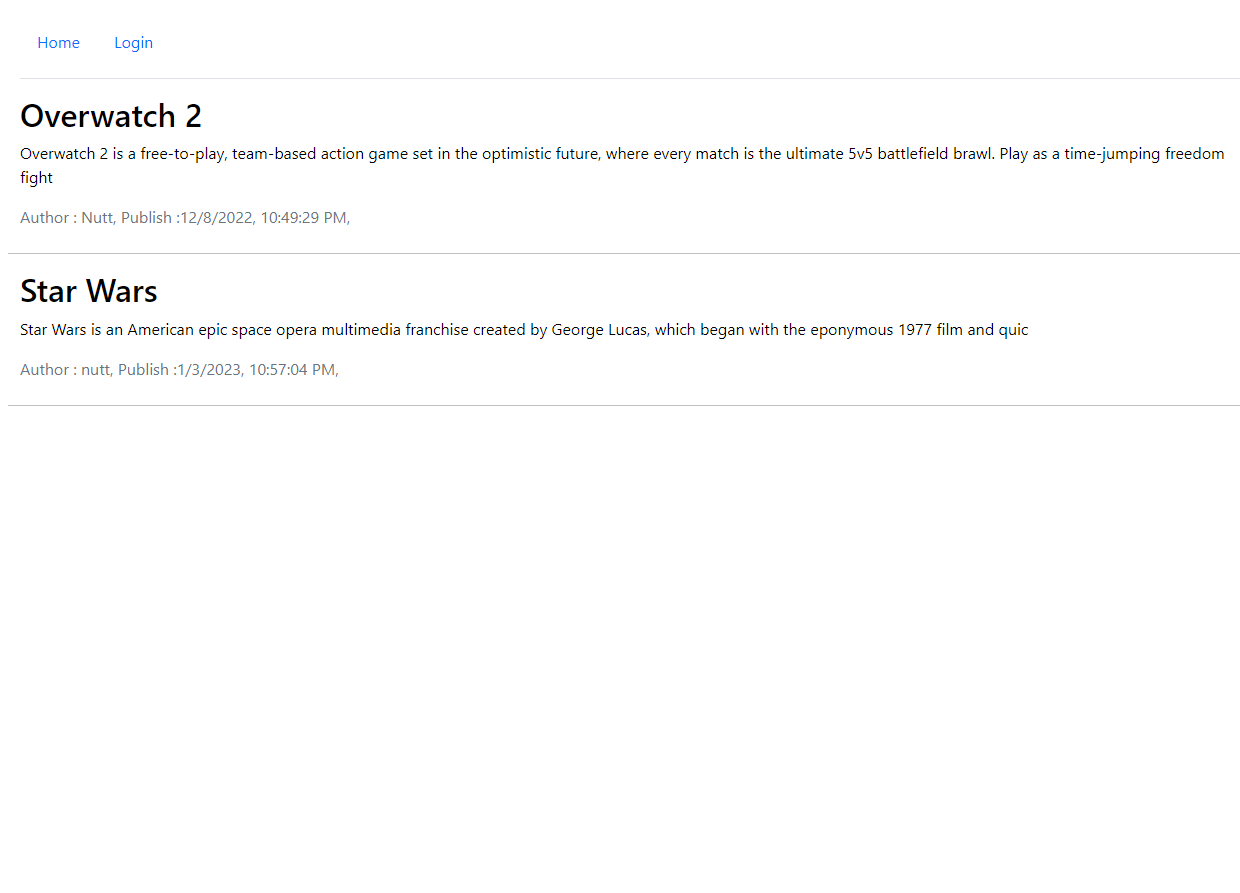 Home Login
Overwatch 2
Overwatch 2 is a free-to-play, team-based action game set in the optimistic future, where every match is the ultimate 5v5 battlefield brawl. Play as a time-jumping freedom
fight
Author : Nutt, Publish :12/8/2022, 10:49:29 PM,
Star Wars
Star Wars is an American epic space opera multimedia franchise created by George Lucas, which began with the eponymous 1977 film and quic
Author : nutt, Publish :1/3/2023, 10:57:04 PM,